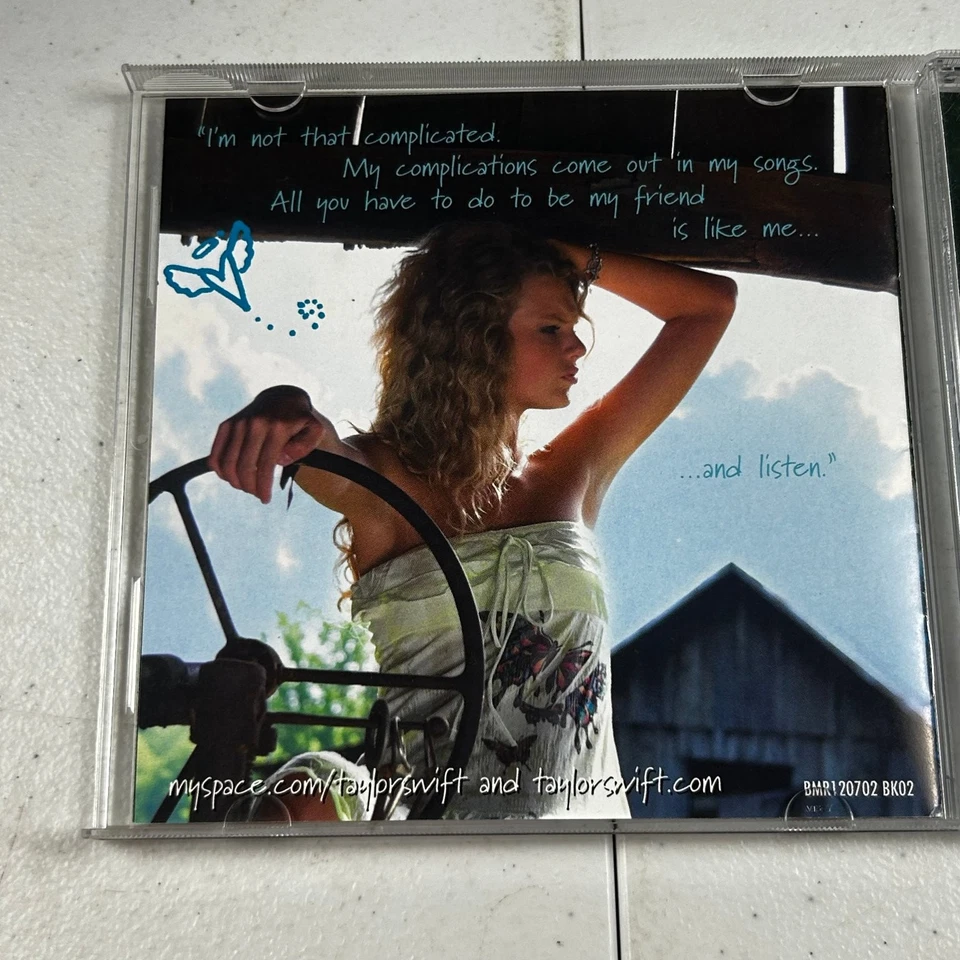 "I'm not that complicated.
My complications come out in my songs.
All you have to do to be my friend
is like me...
...and listen."
myspace.com/taylorswift and taylorswift.com
BMR120702 BK02